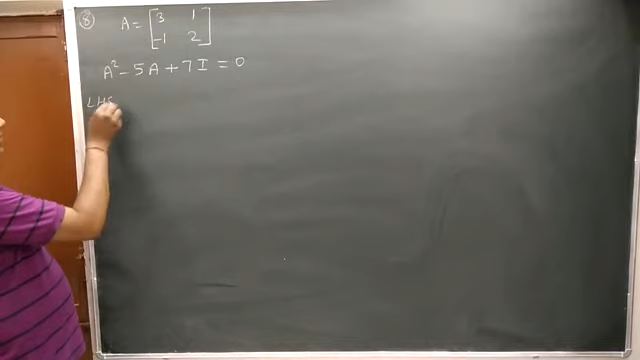 ⑧ A = [3 1
-1 2]
A² - 5A + 7I = 0
LHS